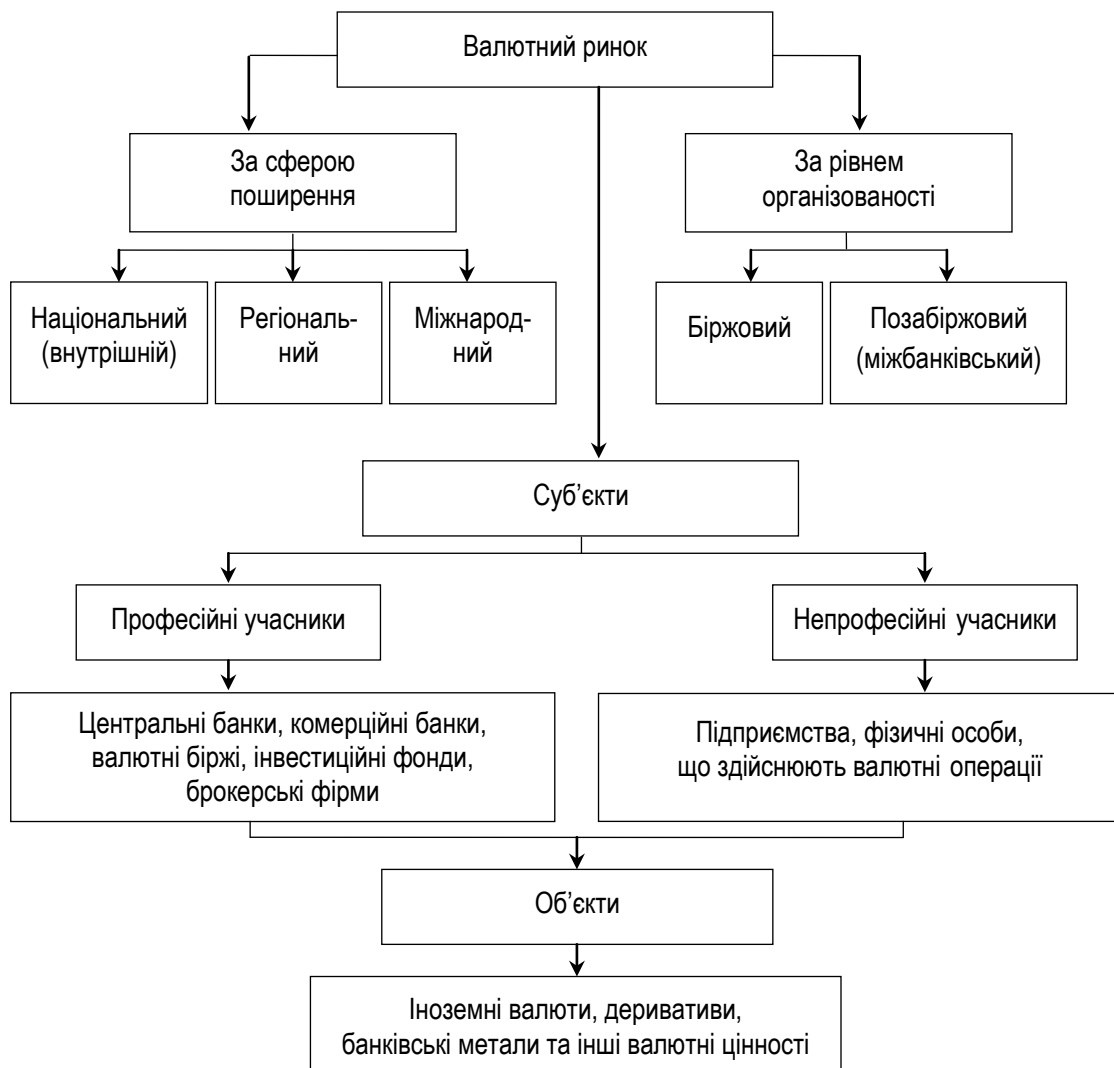 Валютний ринок
За сферою
поширення
За рівнем
організованості
Національний
(внутрішній)
Регіональ-
ний
Міжнарод-
ний
Біржовий
Позабіржовий
(міжбанківський)
Суб’єкти
Професійні учасники
Непрофесійні учасники
Центральні банки, комерційні банки,
валютні біржі, інвестиційні фонди,
брокерські фірми
Підприємства, фізичні особи,
що здійснюють валютні операції
Об’єкти
Іноземні валюти, деривативи,
банківські метали та інші валютні цінності